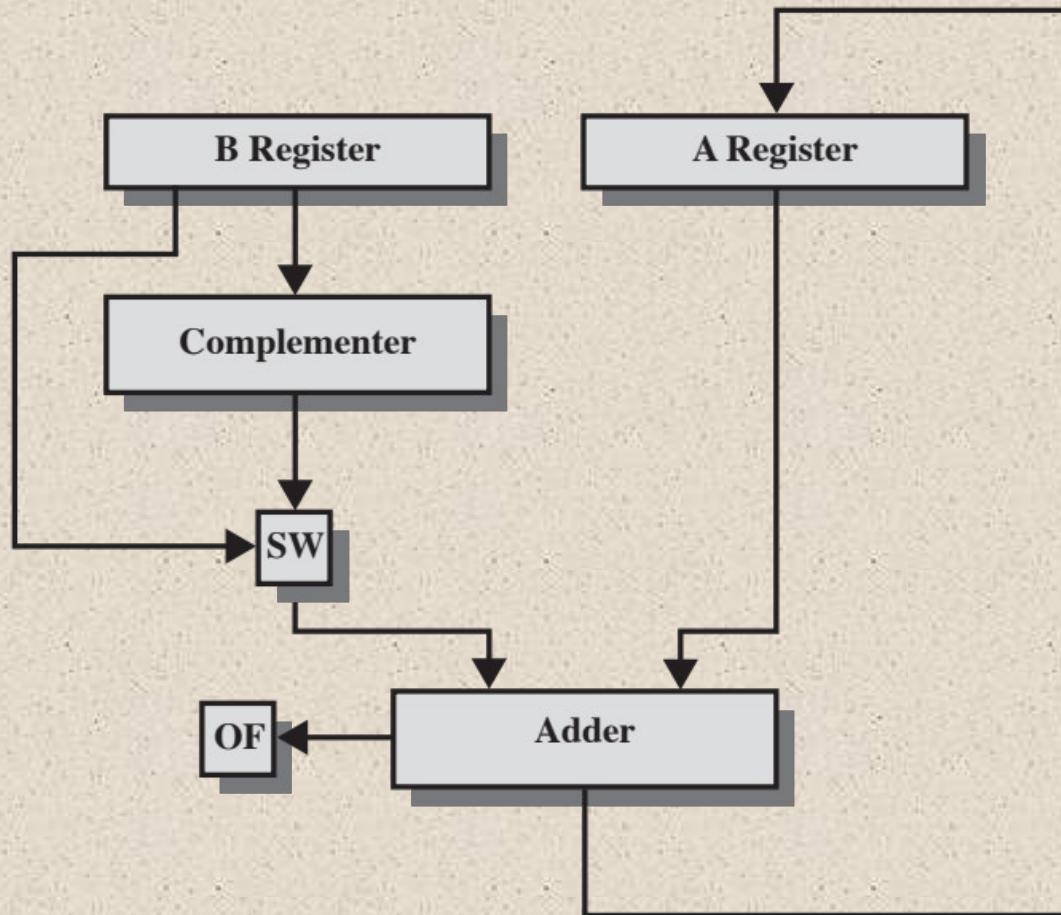 B Register
A Register
Complementer
SW
OF
Adder